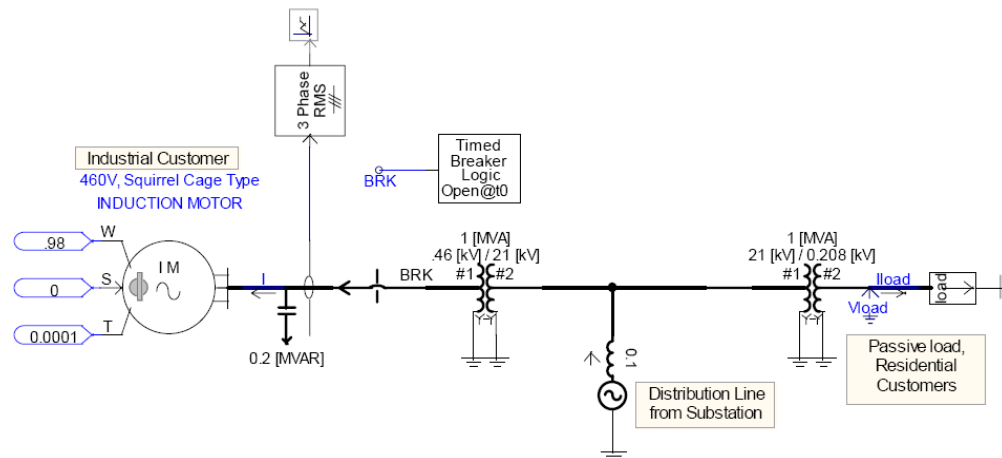 3 Phase
RMS
Timed
Breaker
Logic
Open@t0
BRK
Industrial Customer
460V, Squirrel Cage Type
INDUCTION MOTOR
W
.98
S
0
T
0.0001
I M
I
0.2 [MVAR]
BRK
1 [MVA]
.46 [kV] / 21 [kV]
#1 #2
0.1
Distribution Line
from Substation
1 [MVA]
21 [kV] / 0.208 [kV]
#1 #2
Iload
Vload
load
Passive load,
Residential
Customers